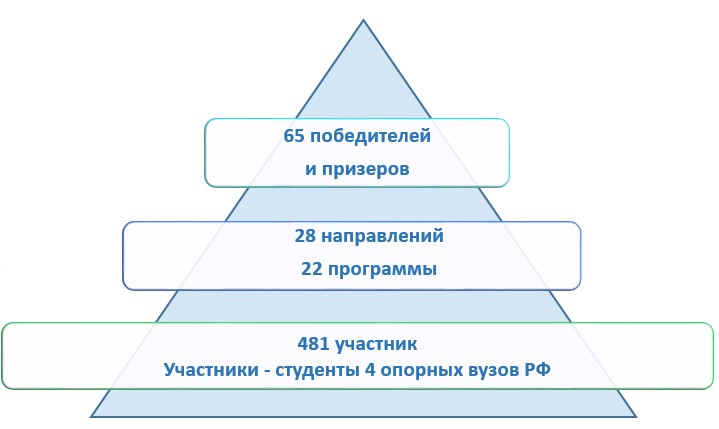 65 победителей
и призеров
28 направлений
22 программы
481 участник
Участники - студенты 4 опорных вузов РФ